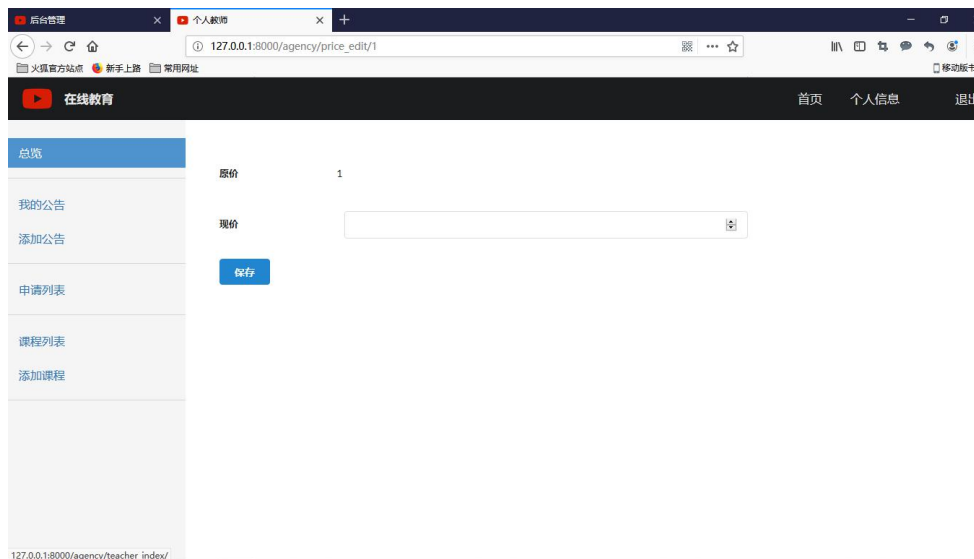 后台管理
个人教师
127.0.0.1:8000/agency/price_edit/1
火狐官方站点 新手上路 常用网址
移动版书
在线教育
首页 个人信息 退出
总览
原价 1
我的公告
现价
添加公告
保存
申请列表
课程列表
添加课程
127.0.0.1:8000/agency/teacher_index/